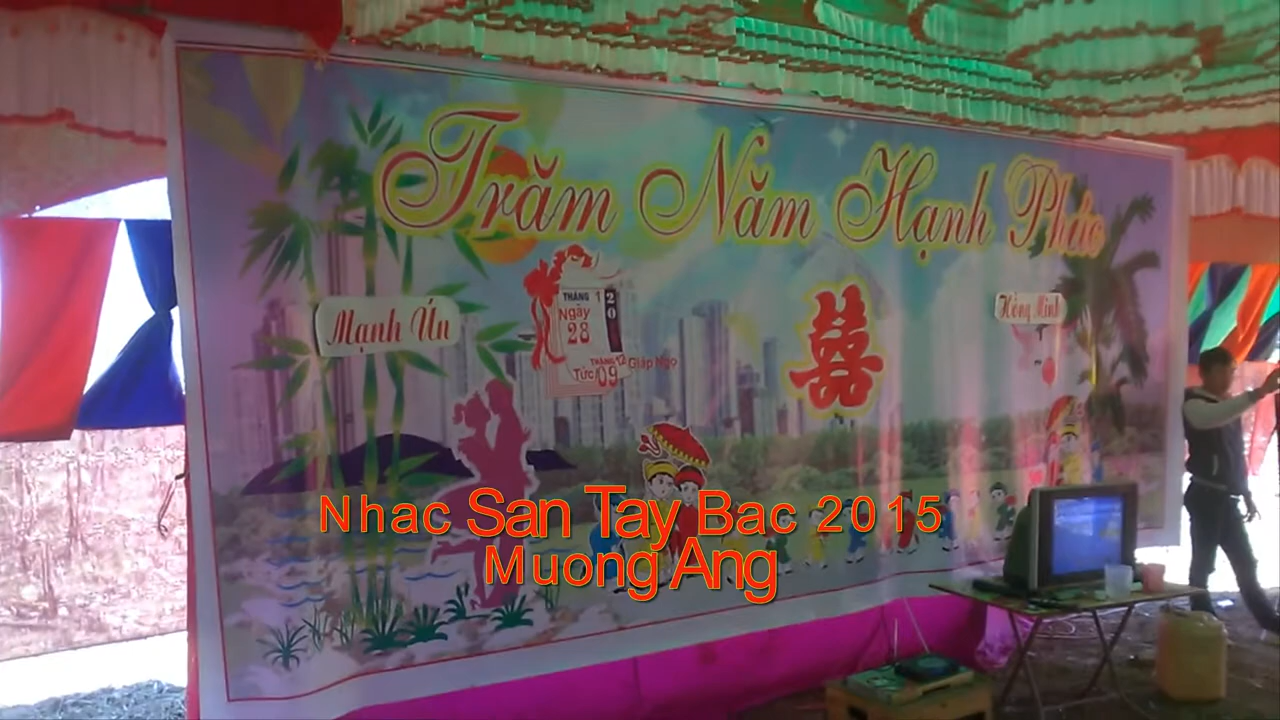 Trăm Năm Hạnh Phúc
Mạnh Ún
Hồng Minh
THÁNG 1
Ngày
28
20
THÁNG 12
Tức 09
Giáp Ngọ
囍
Nhac San Tay Bac 2015
Muong Ang